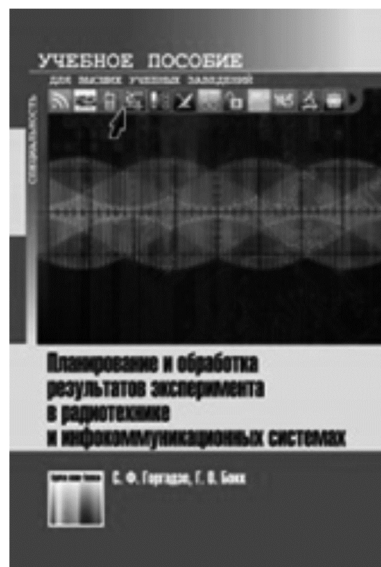 УЧЕБНОЕ ПОСОБИЕ
ДЛЯ ВЫСШИХ УЧЕБНЫХ ЗАВЕДЕНИЙ
СПЕЦИАЛЬНОСТЬ
Планирование и обработка
результатов эксперимента
в радиотехнике
и инфокоммуникационных системах
С. Ф. Горгадзе, Г. В. Бокк